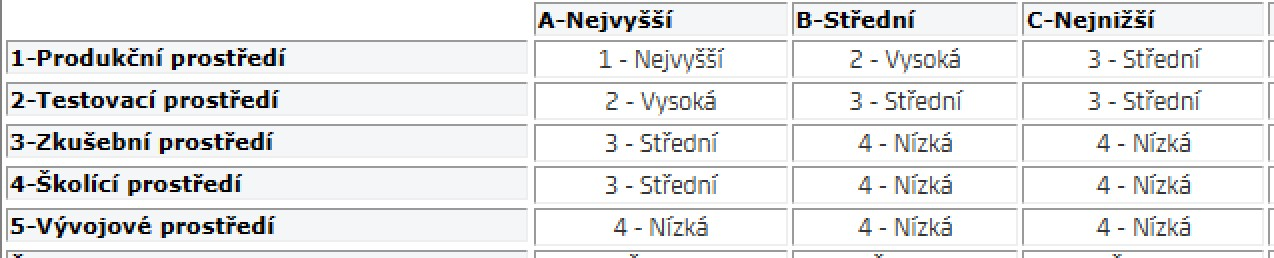 A-Nejvyšší B-Střední C-Nejnižší
1-Produkční prostředí 1 - Nejvyšší 2 - Vysoká 3 - Střední
2-Testovací prostředí 2 - Vysoká 3 - Střední 3 - Střední
3-Zkušební prostředí 3 - Střední 4 - Nízká 4 - Nízká
4-Školící prostředí 3 - Střední 4 - Nízká 4 - Nízká
5-Vývojové prostředí 4 - Nízká 4 - Nízká 4 - Nízká